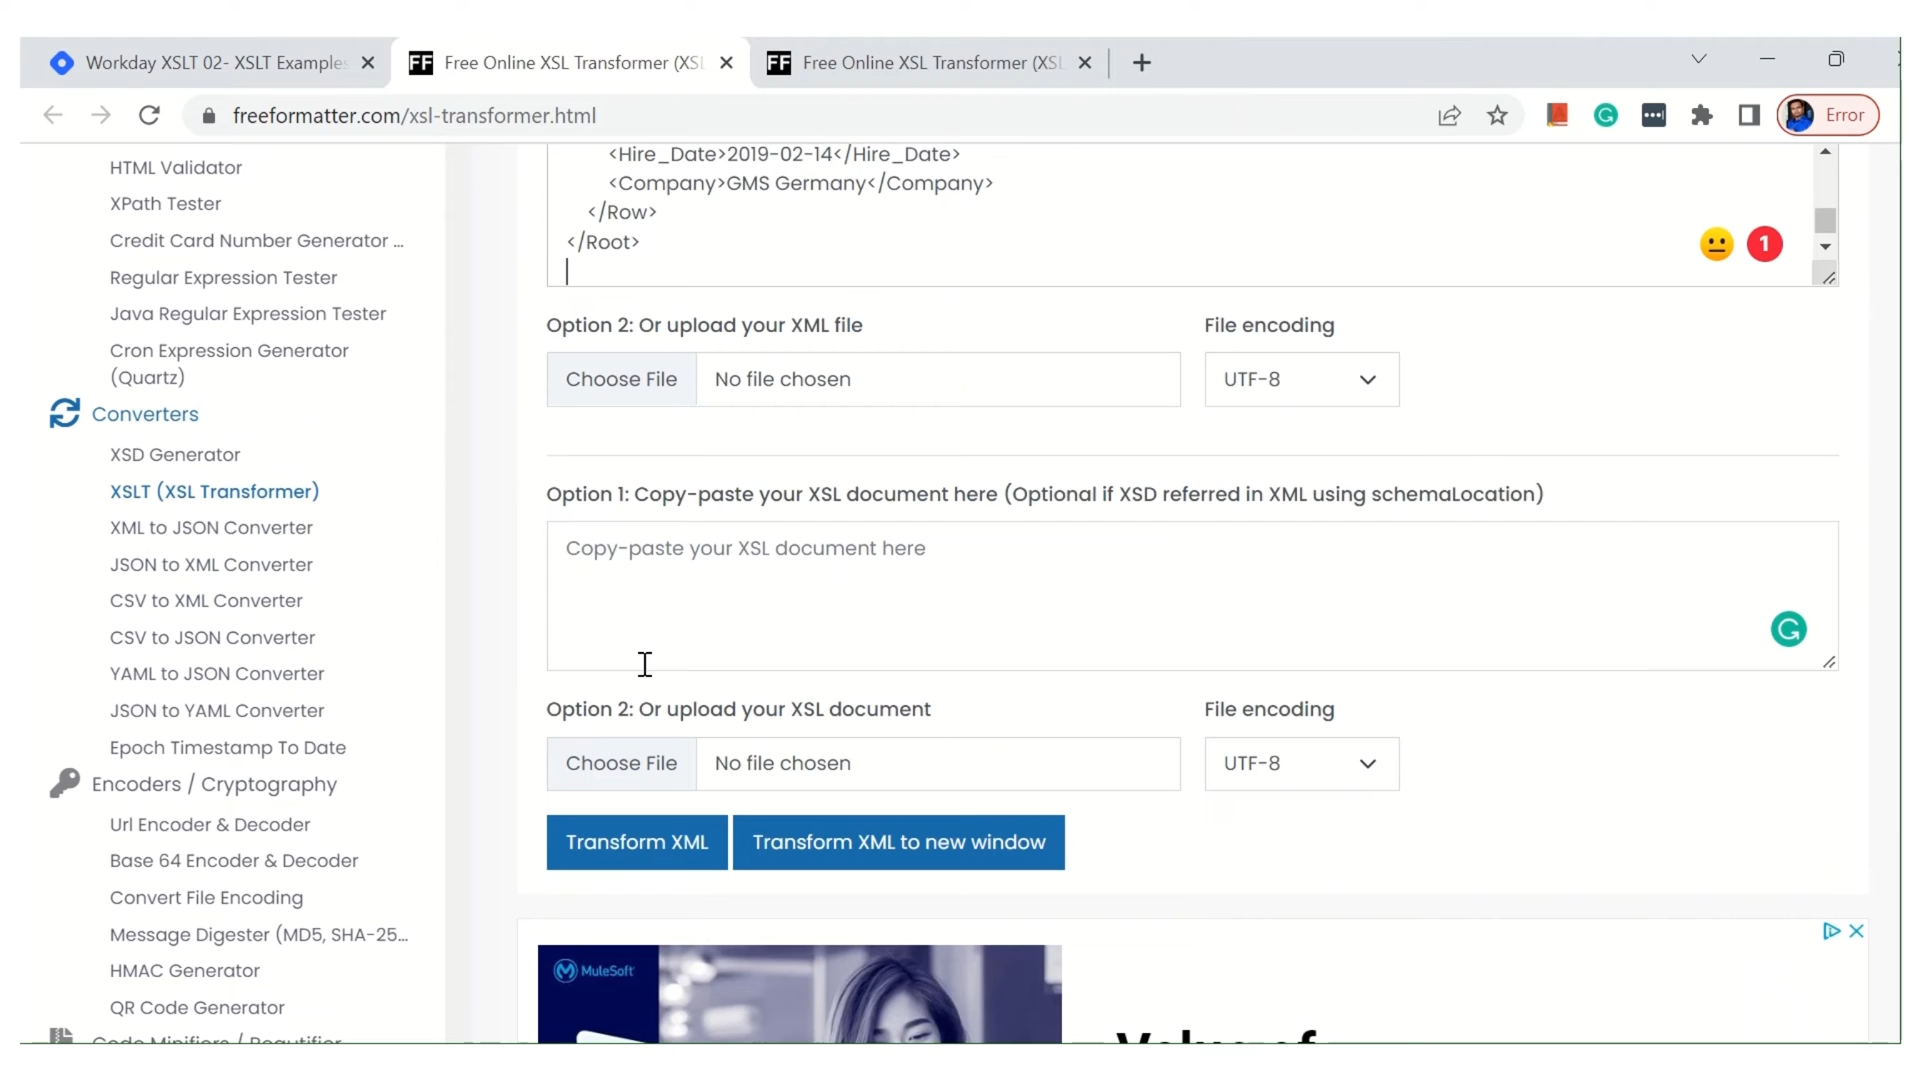 Workday XSLT 02- XSLT Examples
Free Online XSL Transformer (XSL
Free Online XSL Transformer (XSL
freeformatter.com/xsl-transformer.html
Error
HTML Validator
XPath Tester
Credit Card Number Generator ...
Regular Expression Tester
Java Regular Expression Tester
Cron Expression Generator
(Quartz)
Converters
XSD Generator
XSLT (XSL Transformer)
XML to JSON Converter
JSON to XML Converter
CSV to XML Converter
CSV to JSON Converter
YAML to JSON Converter
JSON to YAML Converter
Epoch Timestamp To Date
Encoders / Cryptography
Url Encoder & Decoder
Base 64 Encoder & Decoder
Convert File Encoding
Message Digester (MD5, SHA-25...
HMAC Generator
QR Code Generator
Code Minifiers / Beautifier
<Hire_Date>2019-02-14</Hire_Date>
<Company>GMS Germany</Company>
</Row>
</Root>
1
Option 2: Or upload your XML file
File encoding
Choose File
No file chosen
UTF-8
Option 1: Copy-paste your XSL document here (Optional if XSD referred in XML using schemaLocation)
Copy-paste your XSL document here
Option 2: Or upload your XSL document
File encoding
Choose File
No file chosen
UTF-8
Transform XML
Transform XML to new window
MuleSoft
Value of